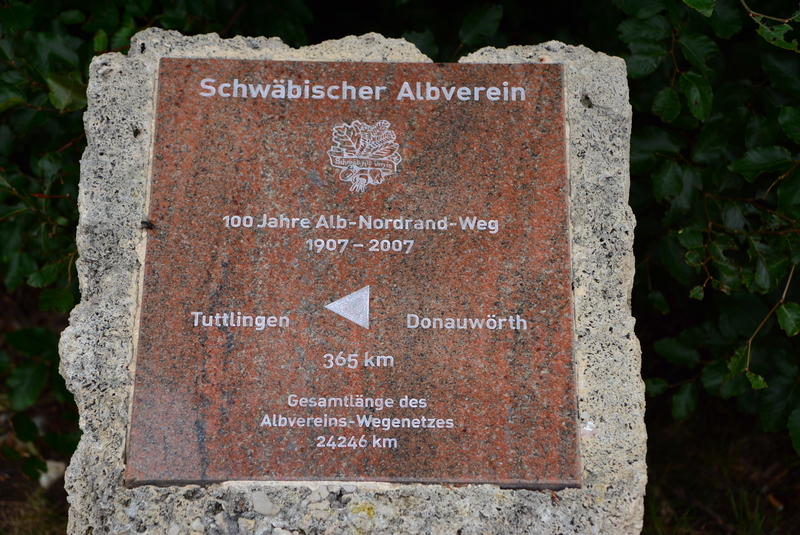 Schwäbischer Albverein
100 Jahre Alb-Nordrand-Weg
1907 – 2007
Tuttlingen Donauwörth
365 km
Gesamtlänge des
Albvereins-Wegenetzes
24246 km